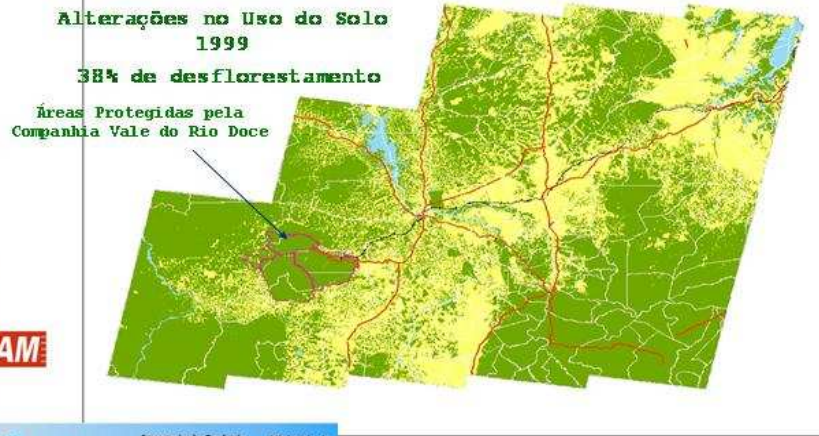 Alterações no Uso do Solo
1999
38% de desflorestamento
Áreas Protegidas pela
Companhia Vale do Rio Doce
AM